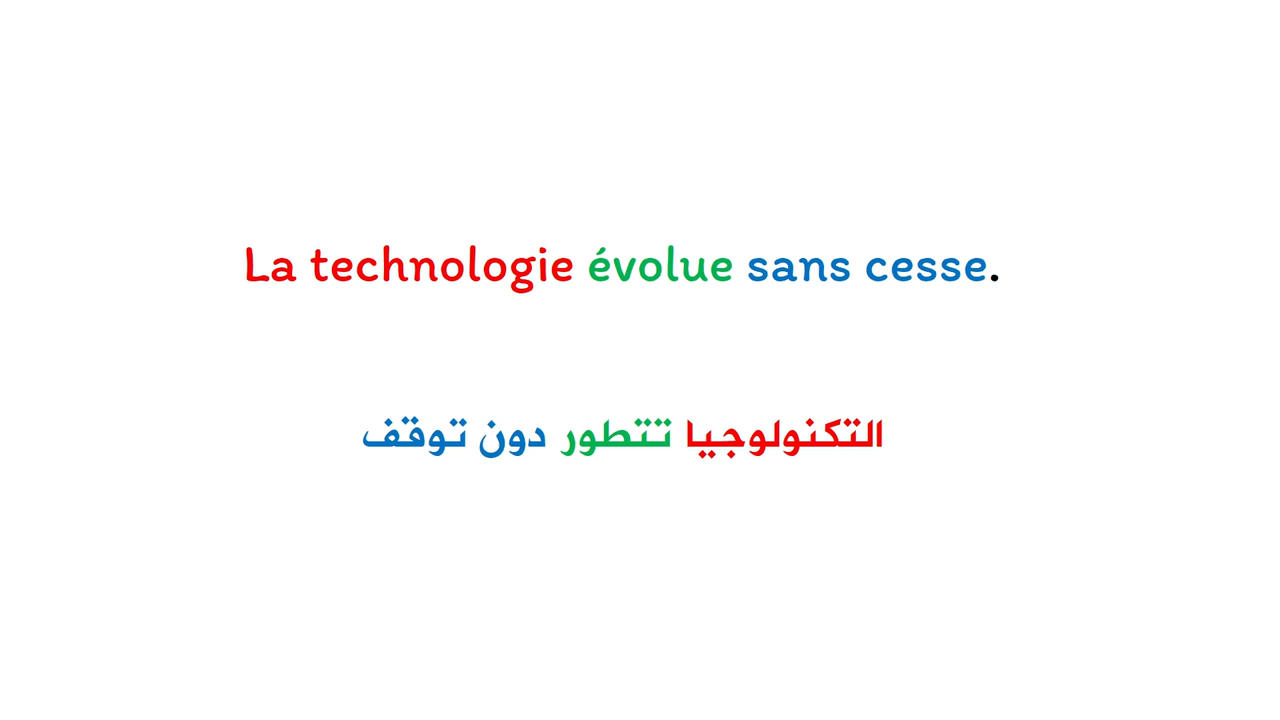 La technologie évolue sans cesse.
التكنولوجيا تتطور دون توقف